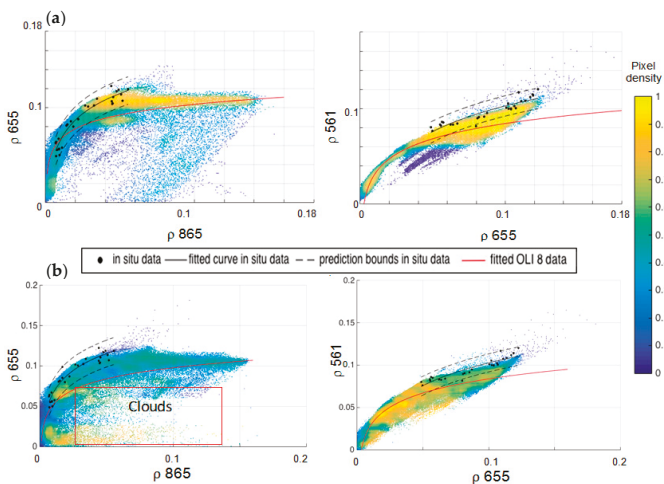 (a)
0.18
0.1
0
ρ 655
0.1
0.18
ρ 865
0.1
0
ρ 561
0
0.1
0.18
ρ 655
Pixel
density
1
0.
0.
0.
0.
0.
0.
0.
0.
0.
0
in situ data
fitted curve in situ data
prediction bounds in situ data
fitted OLI 8 data
(b)
0.2
0.15
0.1
0.05
0
ρ 655
Clouds
0
0.1
0.2
ρ 865
0.2
0.15
0.1
0.05
0
ρ 561
0
0.1
0.2
ρ 655